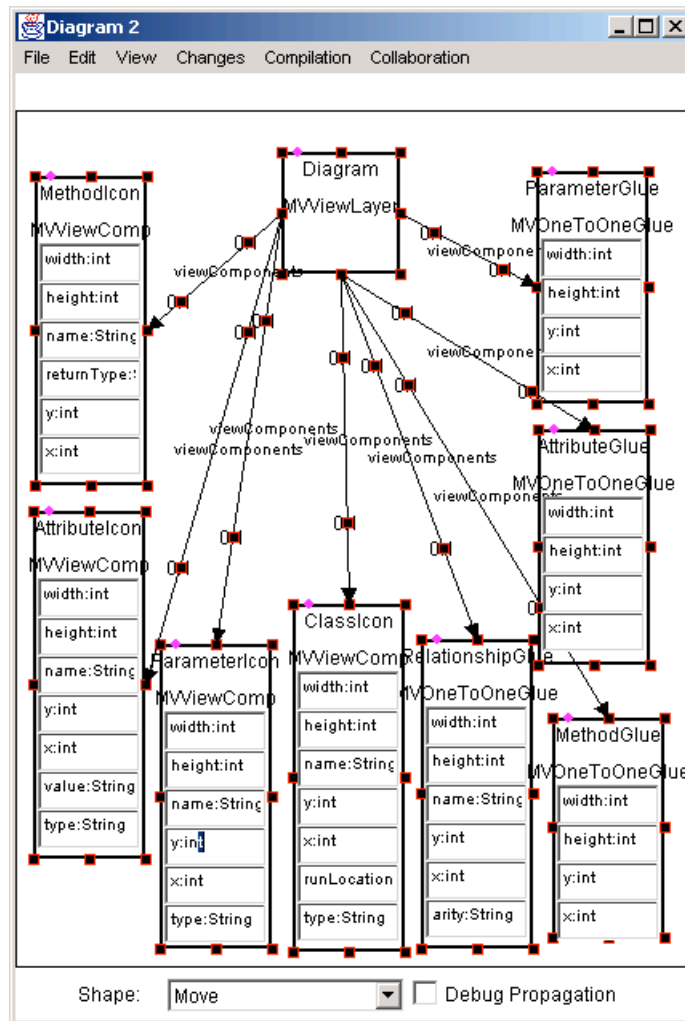 Diagram 2
File Edit View Changes Compilation Collaboration
Diagram
MVViewLayer
MethodIcon
MVViewComp
width:int
height:int
name:String
returnType:S
y:int
x:int
ParameterGlue
MVOneToOneGlue
width:int
height:int
y:int
x:int
viewComponents
viewCompone
viewCompone
viewComponents
viewComponents
viewComponents
viewComponents
viewComponents
AttributeIcon
MVViewComp
width:int
height:int
name:String
y:int
x:int
value:String
type:String
AttributeGlue
MVOneToOneGlue
width:int
height:int
y:int
x:int
ParameterIcon
MVViewComp
width:int
height:int
name:String
y:int
x:int
type:String
ClassIcon
MVViewComp
width:int
height:int
name:String
y:int
x:int
runLocation
type:String
RelationshipGlue
MVOneToOneGlue
width:int
height:int
name:String
y:int
x:int
arity:String
MethodGlue
MVOneToOneGlue
width:int
height:int
y:int
x:int
Shape: Move Debug Propagation